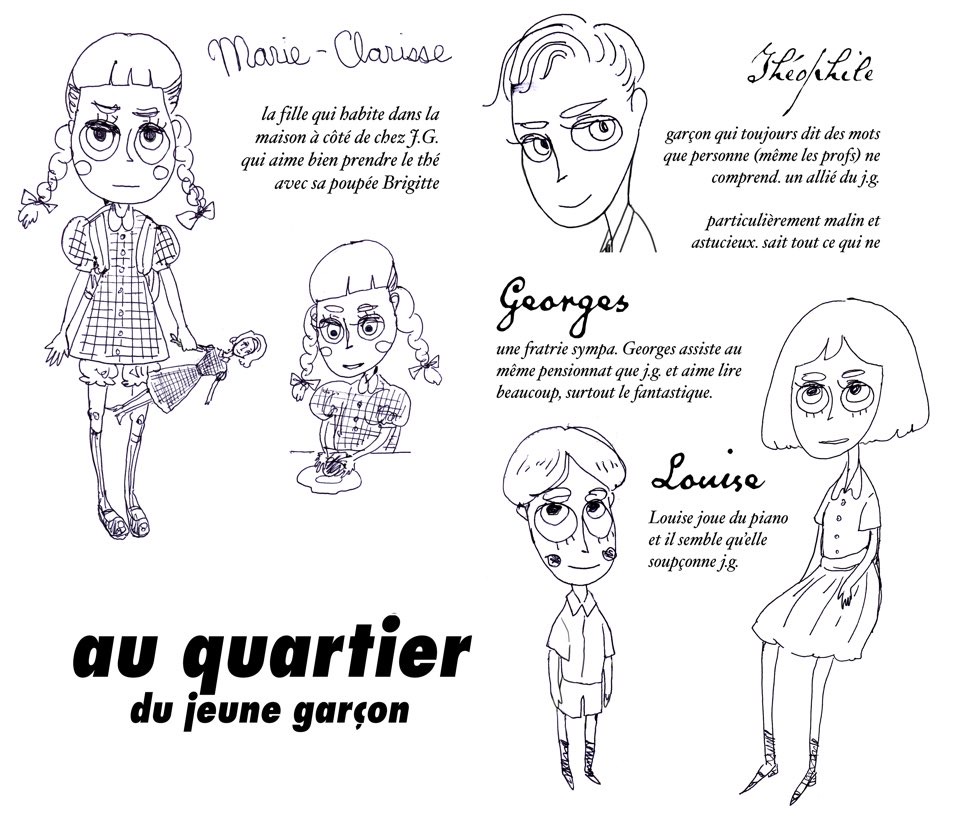 Marie-Clarisse
la fille qui habite dans la
maison à côté de chez J.G.
qui aime bien prendre le thé
avec sa poupée Brigitte
Théophile
garçon qui toujours dit des mots
que personne (même les profs) ne
comprend. un allié du j.g.
particulièrement malin et
astucieux. sait tout ce qui ne
Georges
une fratrie sympa. Georges assiste au
même pensionnat que j.g. et aime lire
beaucoup, surtout le fantastique.
Louise
Louise joue du piano
et il semble qu'elle
soupçonne j.g.
au quartier
du jeune garçon